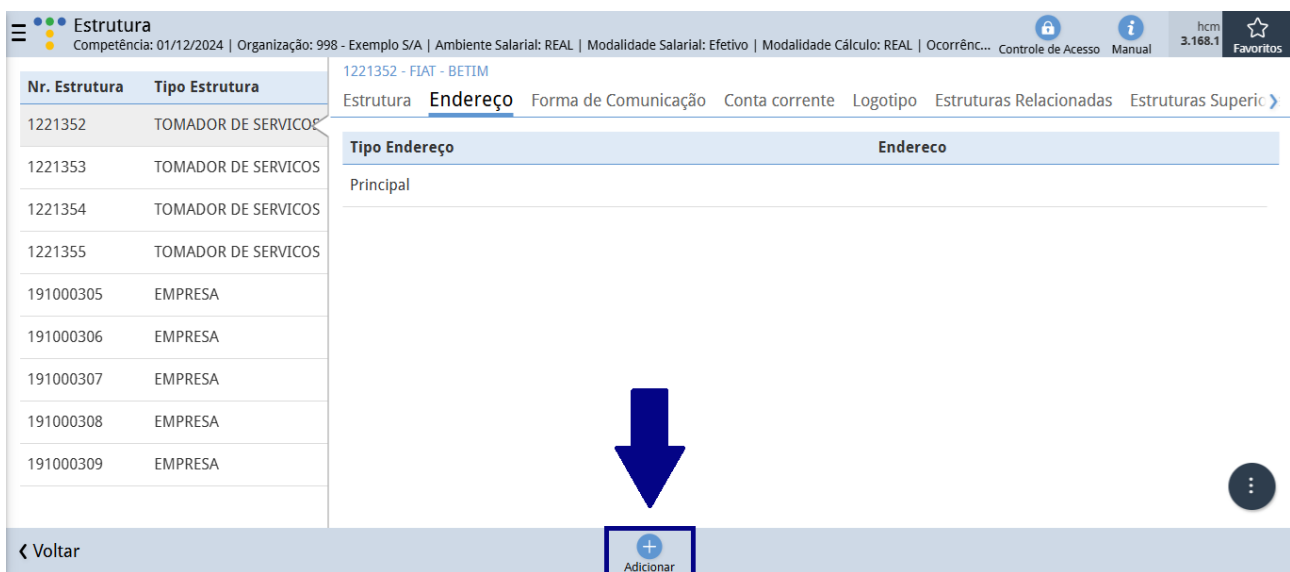 Estrutura
Competência: 01/12/2024 | Organização: 998 - Exemplo S/A | Ambiente Salarial: REAL | Modalidade Salarial: Efetivo | Modalidade Cálculo: REAL | Ocorrênc...
Controle de Acesso
Manual
hcm
3.168.1
Favoritos
Nr. Estrutura Tipo Estrutura
1221352 TOMADOR DE SERVICOS
1221353 TOMADOR DE SERVICOS
1221354 TOMADOR DE SERVICOS
1221355 TOMADOR DE SERVICOS
191000305 EMPRESA
191000306 EMPRESA
191000307 EMPRESA
191000308 EMPRESA
191000309 EMPRESA
1221352 - FIAT - BETIM
Estrutura Endereço Forma de Comunicação Conta corrente Logotipo Estruturas Relacionadas Estruturas Superio
Tipo Endereço Endereco
Principal
Voltar
Adicionar